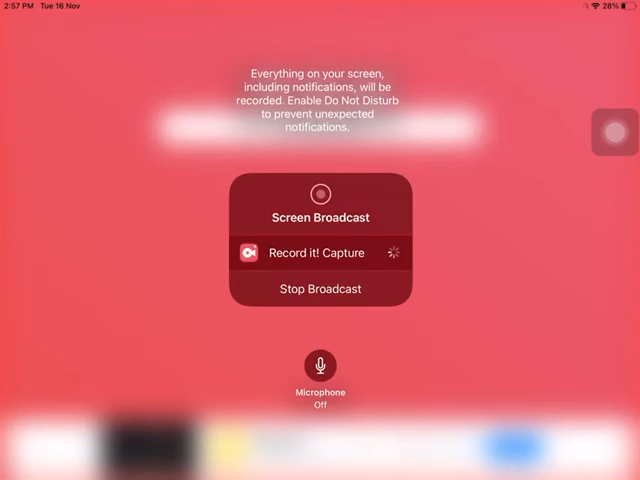 2:57 PM Tue 16 Nov 28%
Everything on your screen,
including notifications, will be
recorded. Enable Do Not Disturb
to prevent unexpected
notifications.
Screen Broadcast
Record it! Capture
Stop Broadcast
Microphone
Off